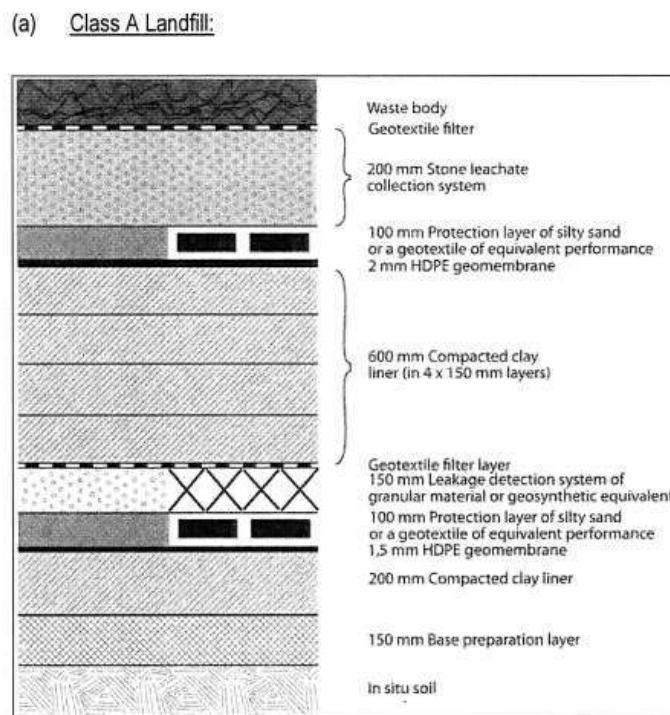 (a) Class A Landfill:
Waste body
Geotextile filter
200 mm Stone leachate
collection system
100 mm Protection layer of silty sand
or a geotextile of equivalent performance
2 mm HDPE geomembrane
600 mm Compacted clay
liner (in 4 x 150 mm layers)
Geotextile filter layer
150 mm Leakage detection system of
granular material or geosynthetic equivalent
100 mm Protection layer of silty sand
or a geotextile of equivalent performance
1,5 mm HDPE geomembrane
200 mm Compacted clay liner
150 mm Base preparation layer
In situ soil